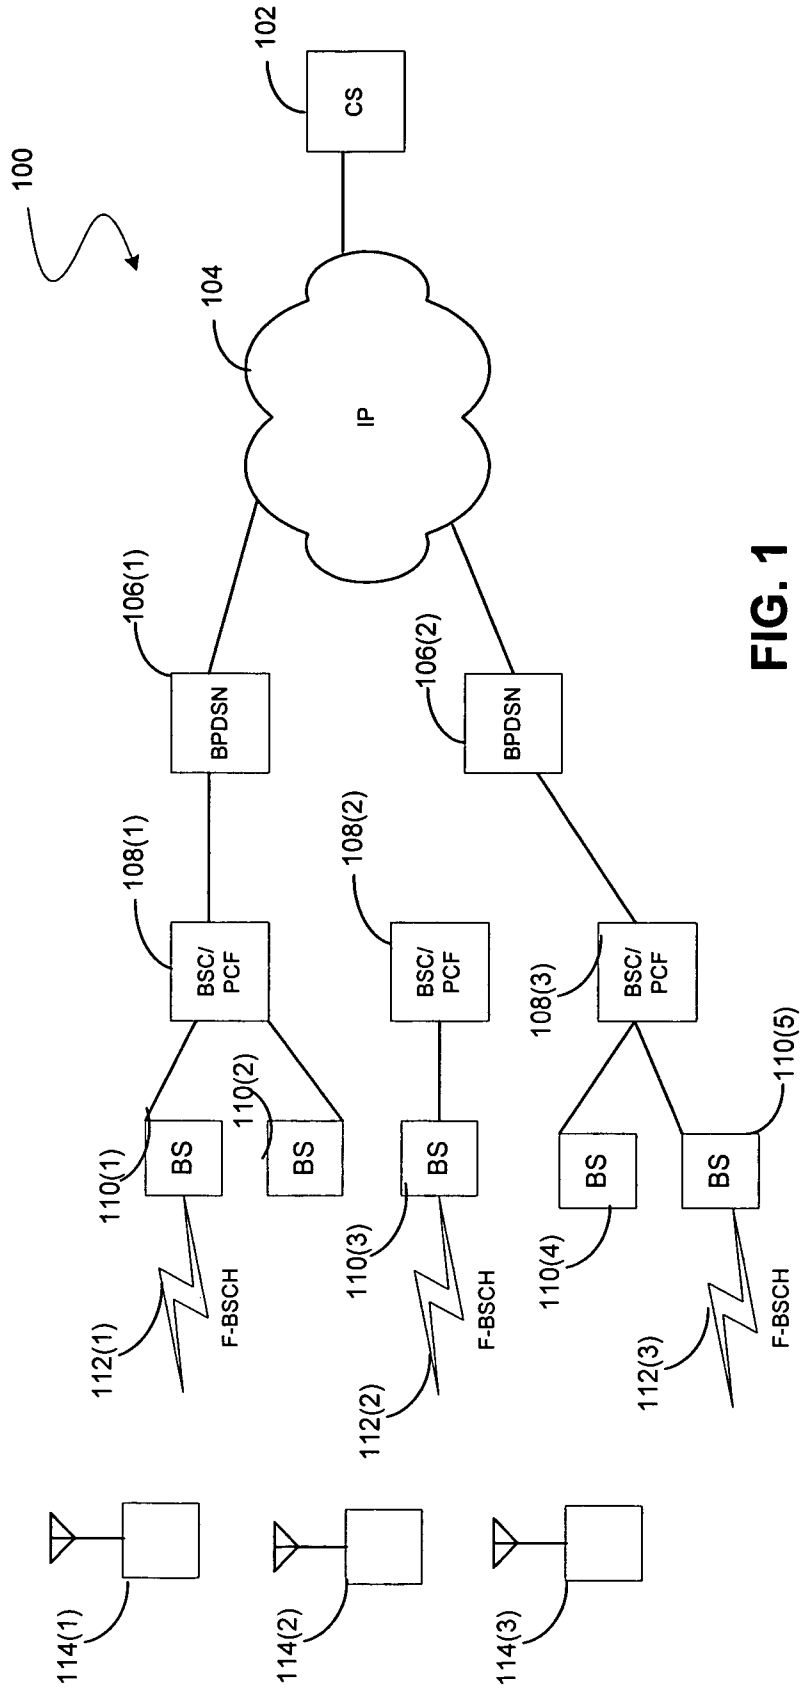 100
102
CS
104
IP
106(1)
BPDSN
106(2)
BPDSN
108(1)
BSC/
PCF
108(2)
BSC/
PCF
108(3)
BSC/
PCF
110(1)
BS
110(2)
BS
110(3)
BS
110(4)
BS
110(5)
BS
112(1)
F-BSCH
112(2)
F-BSCH
112(3)
F-BSCH
114(1)
114(2)
114(3)
FIG. 1